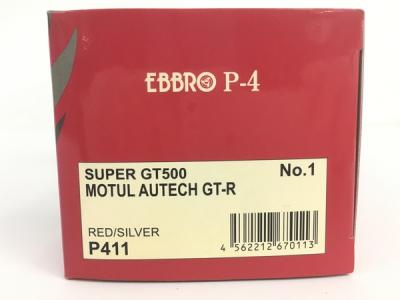 EBBRO P-4
SUPER GT500 No.1
MOTUL AUTECH GT-R
RED/SILVER
P411
4 562212 670113